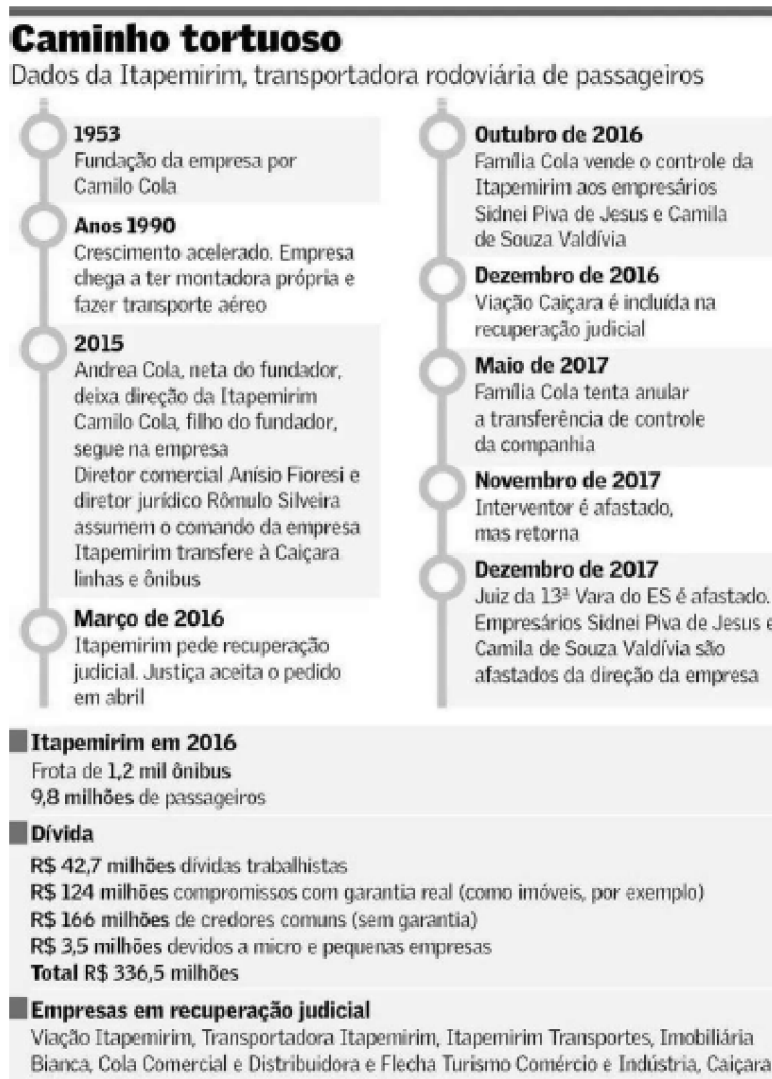 Caminho tortuoso
Dados da Itapemirim, transportadora rodoviária de passageiros
1953
Fundação da empresa por
Camilo Cola
Anos 1990
Crescimento acelerado. Empresa
chega a ter montadora própria e
fazer transporte aéreo
2015
Andrea Cola, neta do fundador,
deixa direção da Itapemirim
Camilo Cola, filho do fundador,
segue na empresa
Diretor comercial Anísio Fioresi e
diretor jurídico Rômulo Silveira
assumem o comando da empresa
Itapemirim transfere à Caiçara
linhas e ônibus
Março de 2016
Itapemirim pede recuperação
judicial. Justiça aceita o pedido
em abril
Outubro de 2016
Família Cola vende o controle da
Itapemirim aos empresários
Sidnei Piva de Jesus e Camila
de Souza Valdívia
Dezembro de 2016
Viação Caiçara é incluída na
recuperação judicial
Maio de 2017
Família Cola tenta anular
a transferência de controle
da companhia
Novembro de 2017
Interventor é afastado,
mas retorna
Dezembro de 2017
Juiz da 13ª Vara do ES é afastado.
Empresários Sidnei Piva de Jesus e
Camila de Souza Valdívia são
afastados da direção da empresa
Itapemirim em 2016
Frota de 1,2 mil ônibus
9,8 milhões de passageiros
Dívida
R$ 42,7 milhões dívidas trabalhistas
R$ 124 milhões compromissos com garantia real (como imóveis, por exemplo)
R$ 166 milhões de credores comuns (sem garantia)
R$ 3,5 milhões devidos a micro e pequenas empresas
Total R$ 336,5 milhões
Empresas em recuperação judicial
Viação Itapemirim, Transportadora Itapemirim, Itapemirim Transportes, Imobiliária
Bianca, Cola Comercial e Distribuidora e Flecha Turismo Comércio e Indústria, Caiçara